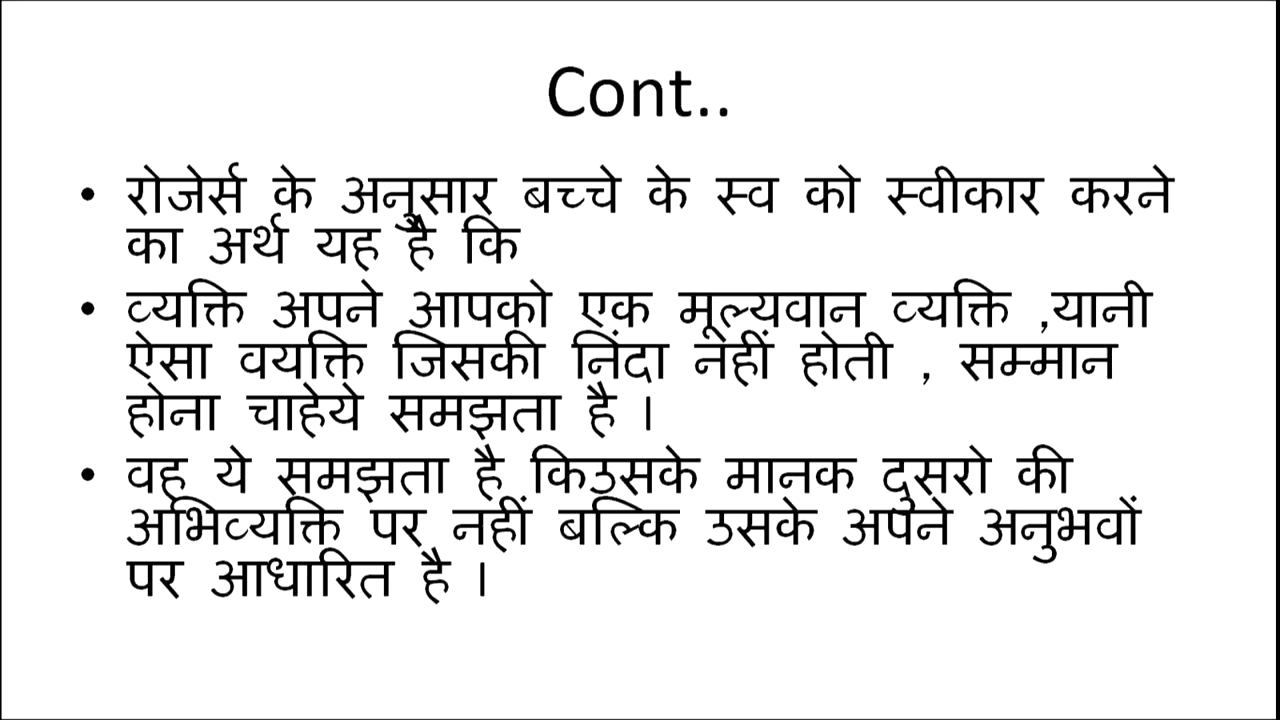 Cont..
• रोजेर्स के अनुसार बच्चे के स्व को स्वीकार करने
का अर्थ यह है कि
• व्यक्ति अपने आपको एक मूल्यवान व्यक्ति ,यानी
ऐसा वयक्ति जिसकी निंदा नहीं होती , सम्मान
होना चाहेये समझता है ।
• वह ये समझता है किउसके मानक दुसरो की
अभिव्यक्ति पर नहीं बल्कि उसके अपने अनुभवों
पर आधारित है ।